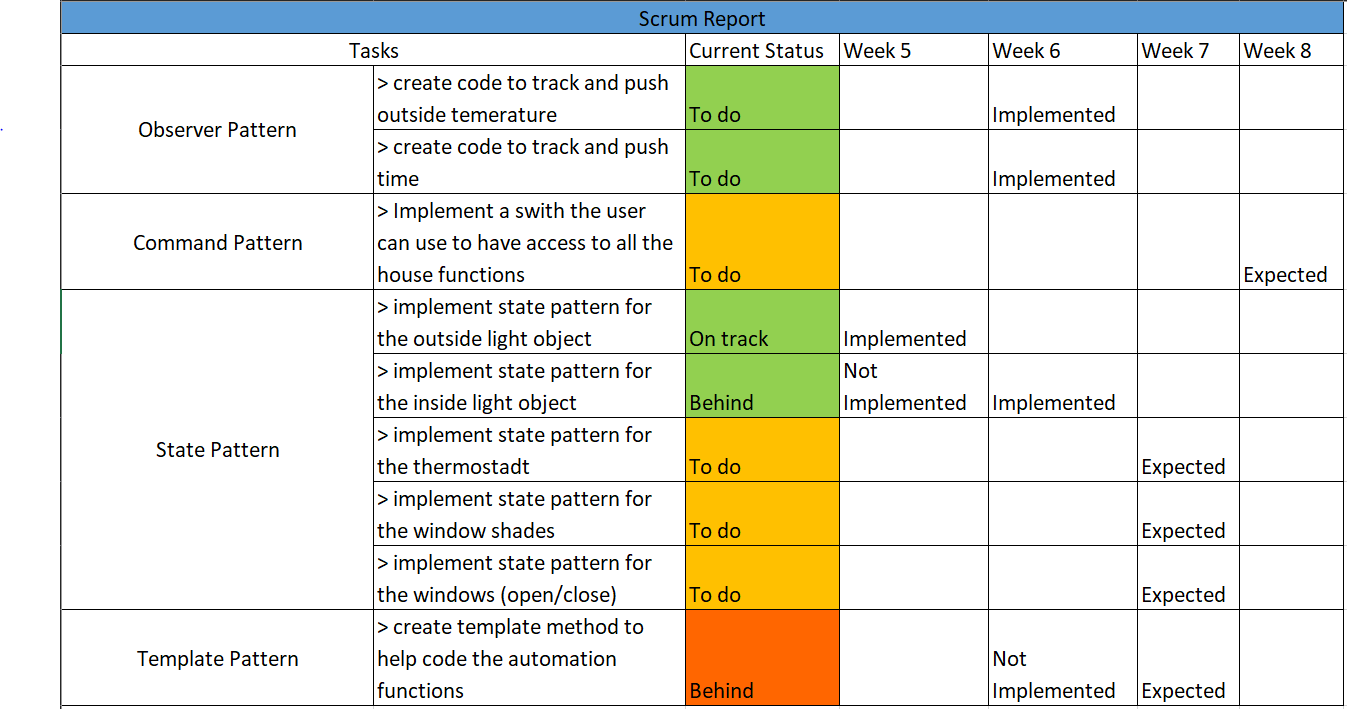 Scrum Report
Tasks Current Status Week 5 Week 6 Week 7 Week 8
Observer Pattern
> create code to track and push
outside temerature
To do Implemented
> create code to track and push
time
To do Implemented
Command Pattern
> Implement a swith the user
can use to have access to all the
house functions
To do Expected
State Pattern
> implement state pattern for
the outside light object
On track Implemented
> implement state pattern for
the inside light object
Behind
Not
Implemented
Implemented
> implement state pattern for
the thermostadt
To do Expected
> implement state pattern for
the window shades
To do Expected
> implement state pattern for
the windows (open/close)
To do Expected
Template Pattern
> create template method to
help code the automation
functions
Behind
Not
Implemented
Expected